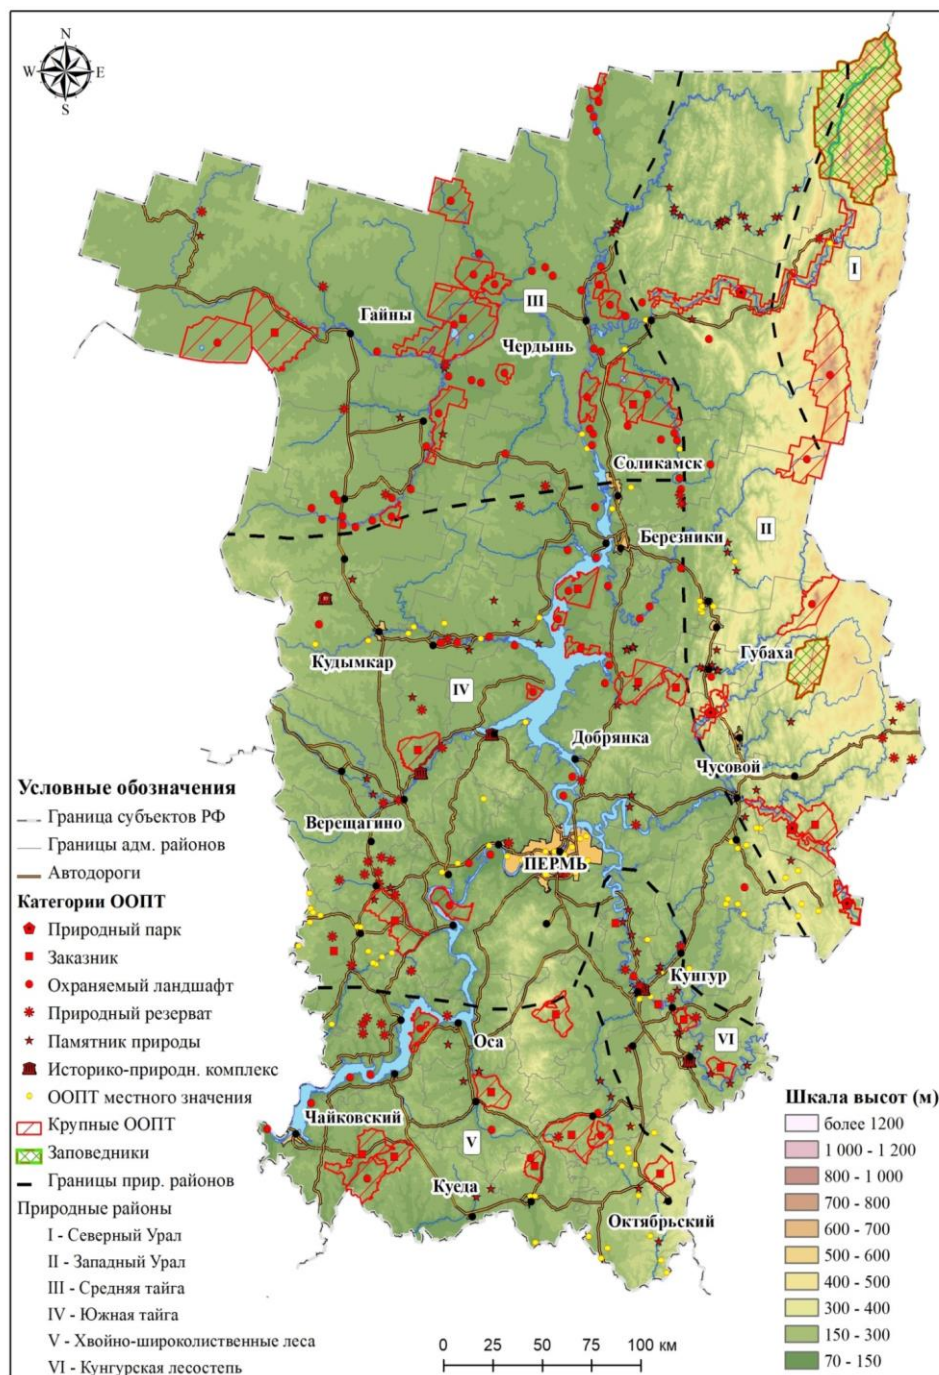 N
W E
S
I
Гайны
III
Чердынь
Соликамск
II
Березники
Губаха
Кудымкар
IV
Добрянка
Чусовой
Верещагино
ПЕРМЬ
Кунгур
VI
Оса
Чайковский
V
Куеда
Октябрьский
Условные обозначения
Граница субъектов РФ
Границы адм. районов
Автодороги
Категории ООПТ
Природный парк
Заказник
Охраняемый ландшафт
Природный резерват
Памятник природы
Историко-природн. комплекс
ООПТ местного значения
Крупные ООПТ
Заповедники
Границы прир. районов
Природные районы
I - Северный Урал
II - Западный Урал
III - Средняя тайга
IV - Южная тайга
V - Хвойно-широколиственные леса
VI - Кунгурская лесостепь
0 25 50 100 км
Шкала высот (м)
более 1200
1 000 - 1 200
800 - 1 000
700 - 800
600 - 700
500 - 600
400 - 500
300 - 400
150 - 300
70 - 150